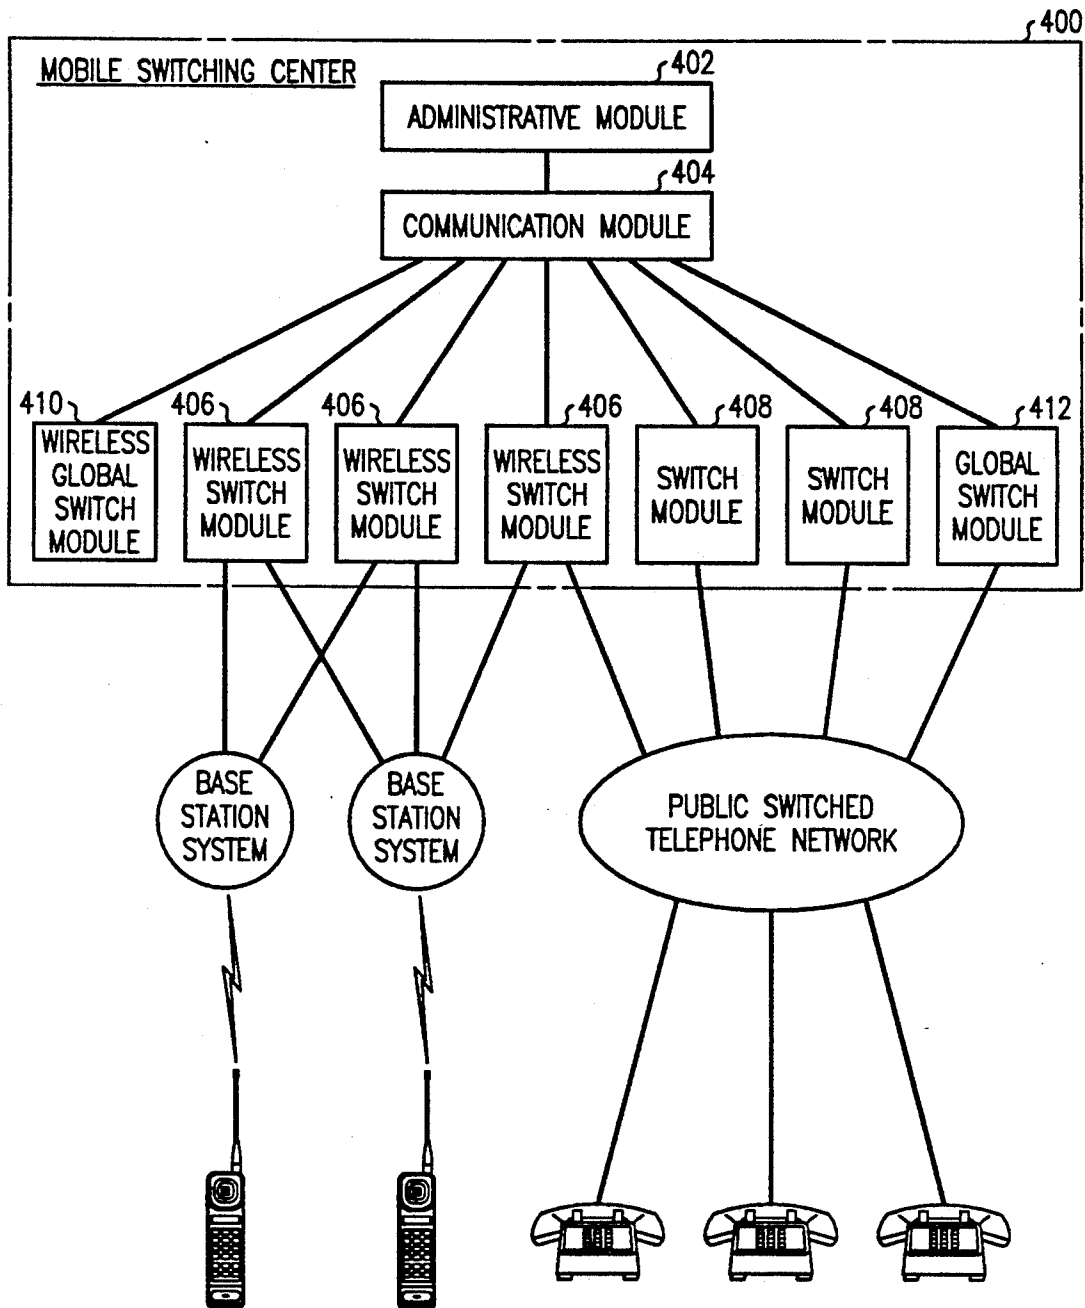 400
MOBILE SWITCHING CENTER
402
ADMINISTRATIVE MODULE
404
COMMUNICATION MODULE
410
WIRELESS
GLOBAL
SWITCH
MODULE
406
WIRELESS
SWITCH
MODULE
406
WIRELESS
SWITCH
MODULE
406
WIRELESS
SWITCH
MODULE
408
SWITCH
MODULE
408
SWITCH
MODULE
412
GLOBAL
SWITCH
MODULE
BASE
STATION
SYSTEM
BASE
STATION
SYSTEM
PUBLIC SWITCHED
TELEPHONE NETWORK